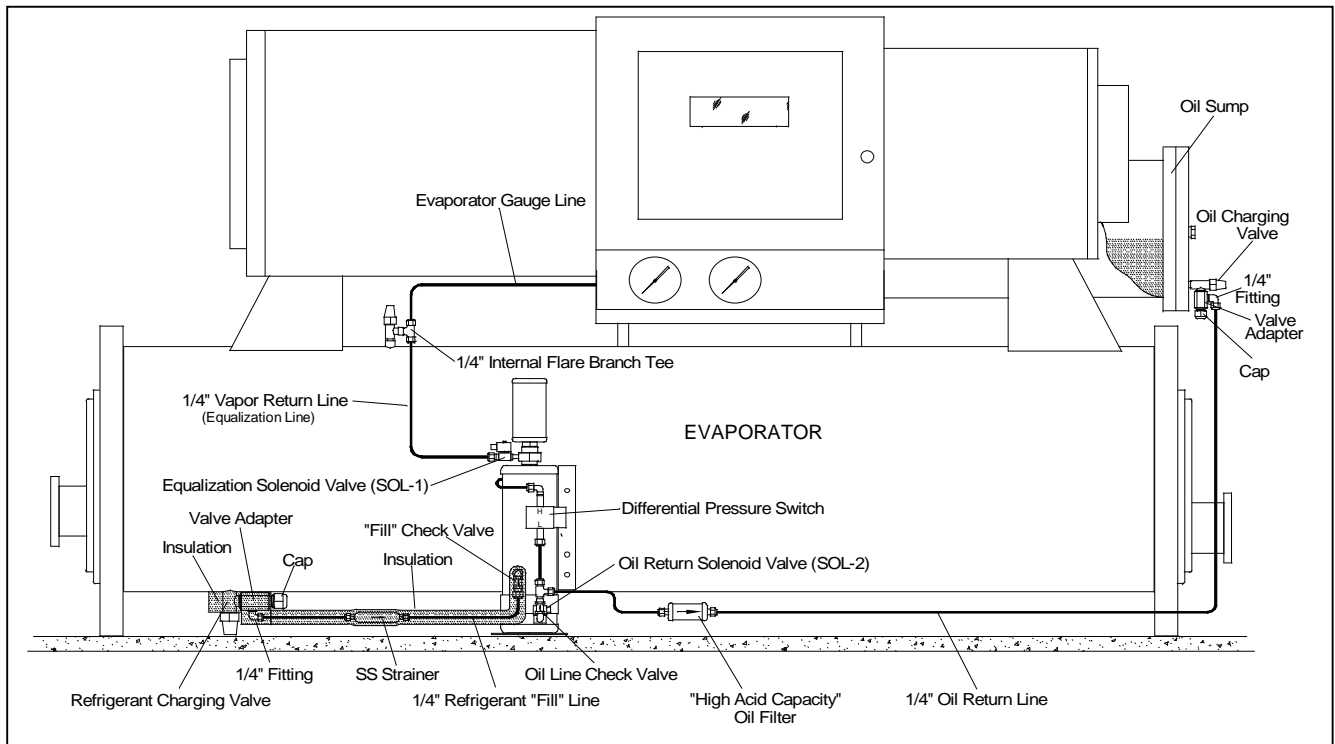 Oil Sump
Evaporator Gauge Line
Oil Charging
Valve
1/4"
Fitting
Valve
Adapter
Cap
1/4" Internal Flare Branch Tee
1/4" Vapor Return Line
(Equalization Line)
EVAPORATOR
Equalization Solenoid Valve (SOL-1)
H
L
Differential Pressure Switch
Valve Adapter
"Fill" Check Valve
Insulation
Cap
Insulation
Oil Return Solenoid Valve (SOL-2)
1/4" Fitting
SS Strainer
Oil Line Check Valve
Refrigerant Charging Valve
1/4" Refrigerant "Fill" Line
"High Acid Capacity"
Oil Filter
1/4" Oil Return Line